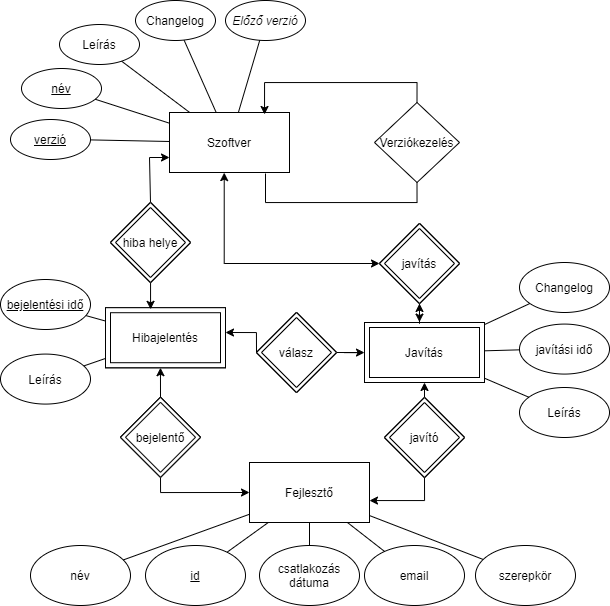 Changelog
Előző verzió
Leírás
név
verzió
Szoftver
Verziókezelés
hiba helye
javítás
bejelentési idő
Hibajelentés
válasz
Javítás
Changelog
javítási idő
Leírás
Leírás
bejelentő
javító
Fejlesztő
név
id
csatlakozás
dátuma
email
szerepkör